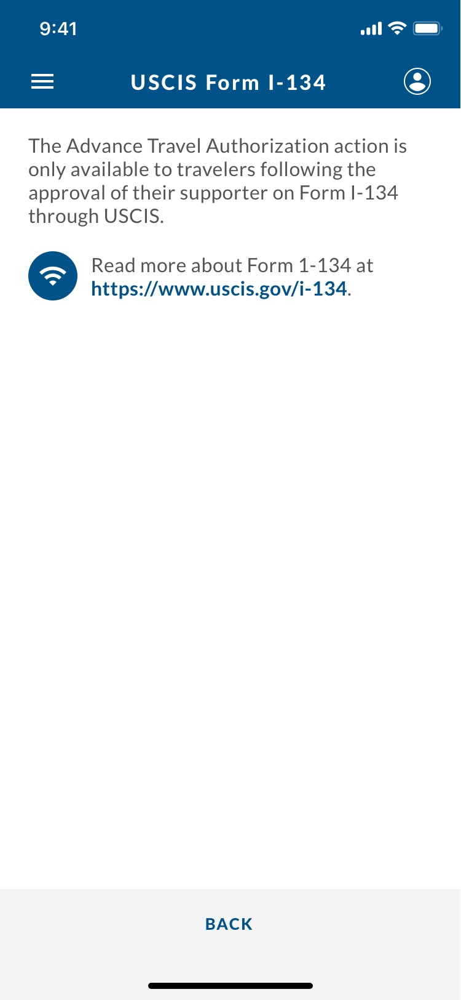 9:41
USCIS Form I-134
The Advance Travel Authorization action is
only available to travelers following the
approval of their supporter on Form I-134
through USCIS.
Read more about Form 1-134 at
https://www.uscis.gov/i-134.
BACK